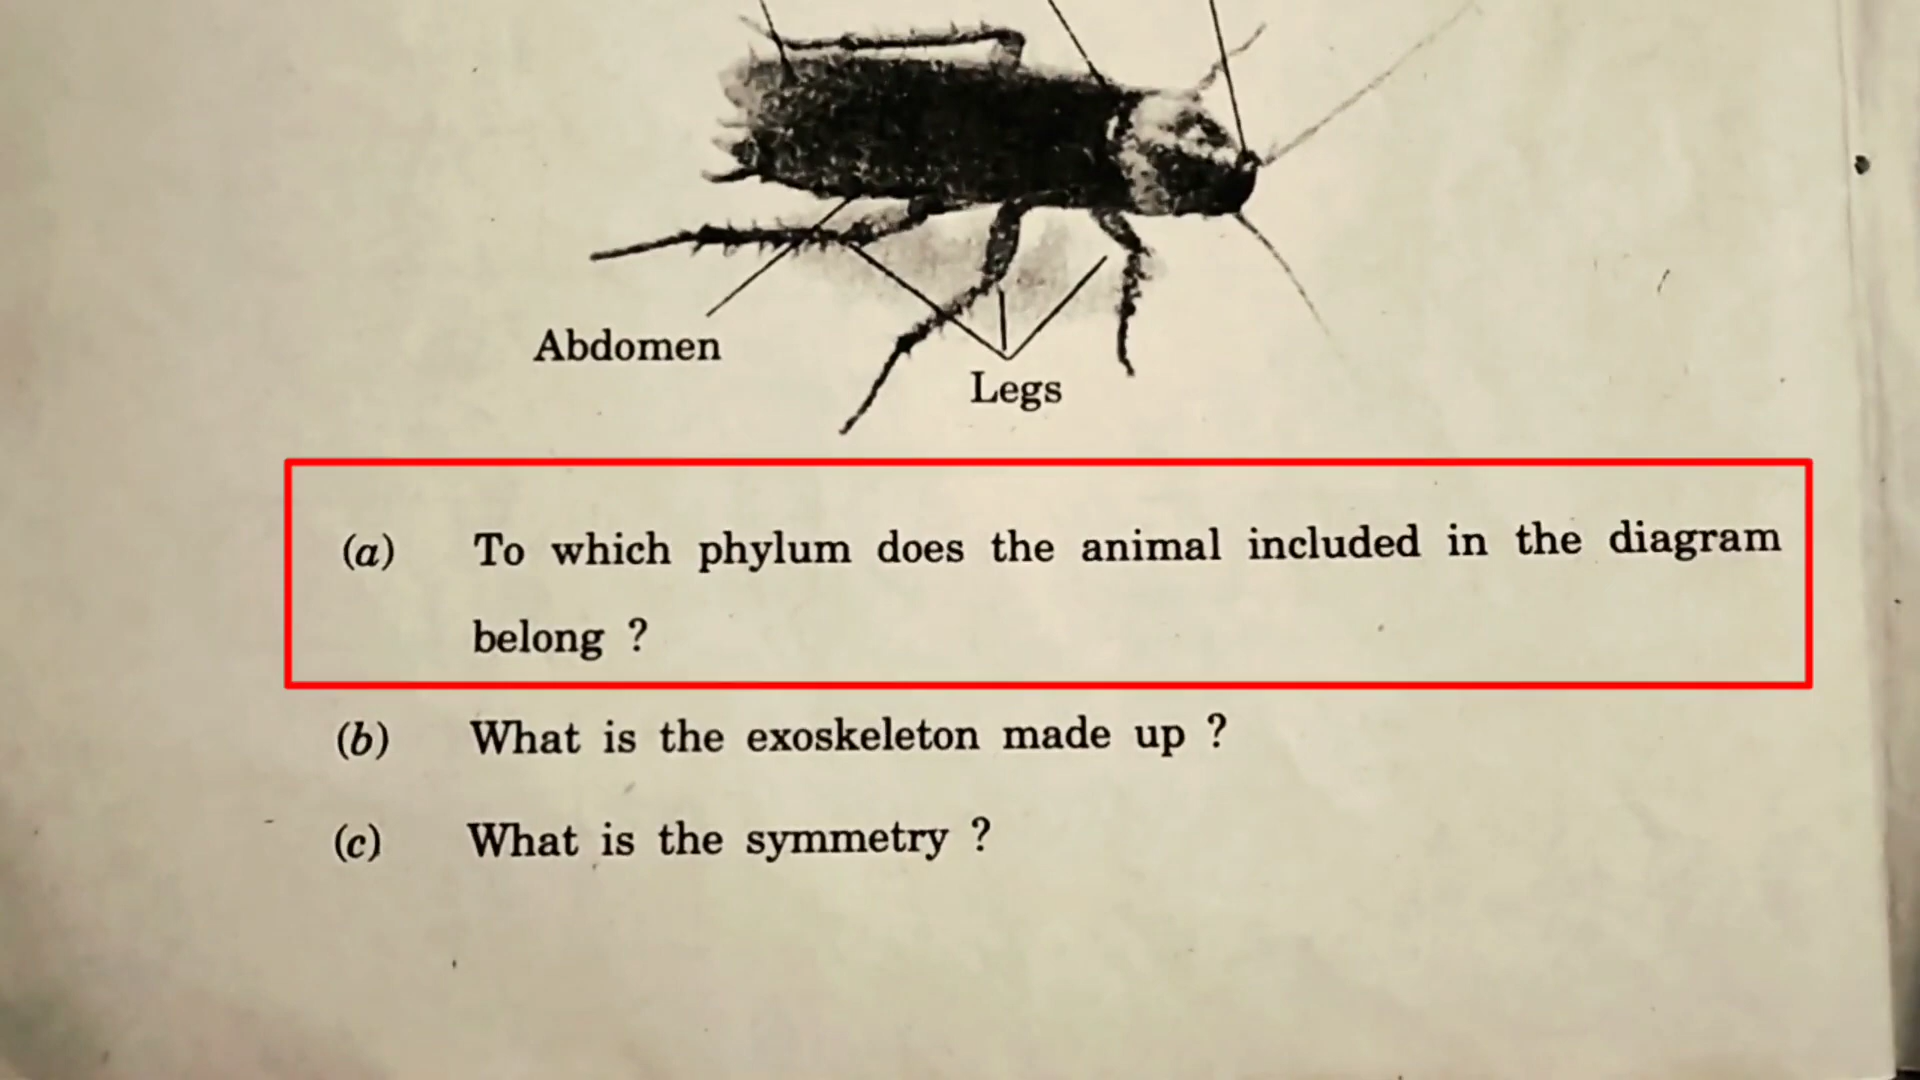 Abdomen
Legs
(a) To which phylum does the animal included in the diagram
belong ?
(b) What is the exoskeleton made up ?
(c) What is the symmetry ?